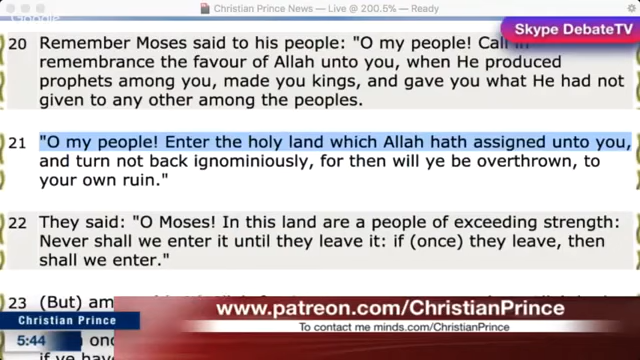 Christian Prince News — Live @ 200.5% — Ready
Google
Skype DebateTV
20 Remember Moses said to his people: "O my people! Call in
remembrance the favour of Allah unto you, when He produced
prophets among you, made you kings, and gave you what He had not
given to any other among the peoples.
21 "O my people! Enter the holy land which Allah hath assigned unto you,
and turn not back ignominiously, for then will ye be overthrown, to
your own ruin."
22 They said: "O Moses! In this land are a people of exceeding strength:
Never shall we enter it until they leave it: if (once) they leave, then
shall we enter."
23 (But) am
www.patreon.com/ChristianPrince
Christian Prince
To contact me minds.com/ChristianPrince
5:44
if ye have